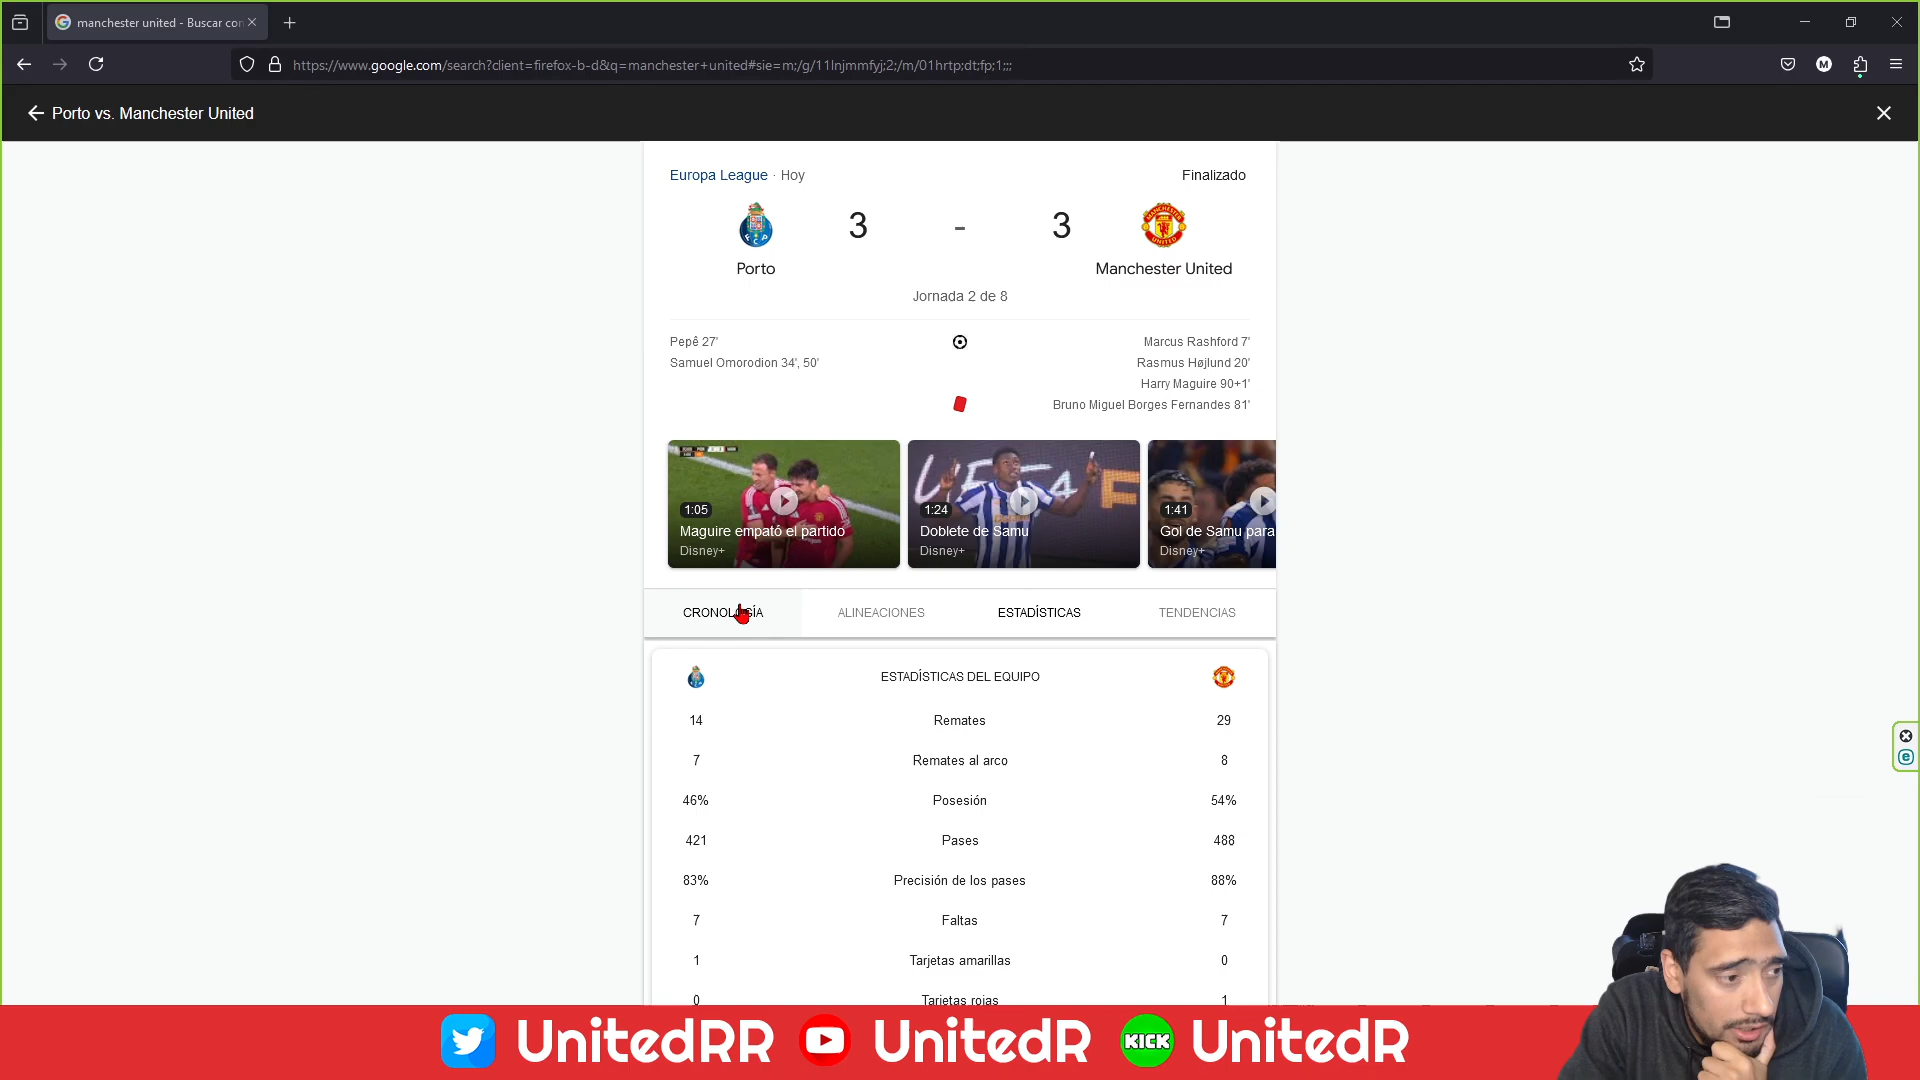 manchester united - Buscar con
https://www.google.com/search?client=firefox-b-d&q=manchester+united#sie=m;/g/11lnjmmfyj;2;/m/01hrtp;dt;fp;1;;;
M
Porto vs. Manchester United
Europa League · Hoy
Finalizado
3 - 3
Porto
Manchester United
Jornada 2 de 8
Pepê 27'
Marcus Rashford 7'
Samuel Omorodion 34', 50'
Rasmus Højlund 20'
Harry Maguire 90+1'
Bruno Miguel Borges Fernandes 81'
1:05
Maguire empató el partido
Disney+
1:24
Doblete de Samu
Disney+
1:41
Gol de Samu para
Disney+
CRONOLOGÍA
ALINEACIONES
ESTADÍSTICAS
TENDENCIAS
ESTADÍSTICAS DEL EQUIPO
14 Remates 29
7 Remates al arco 8
46% Posesión 54%
421 Pases 488
83% Precisión de los pases 88%
7 Faltas 7
1 Tarjetas amarillas 0
0 Tarjetas rojas 1
UnitedRR UnitedR KICK UnitedR